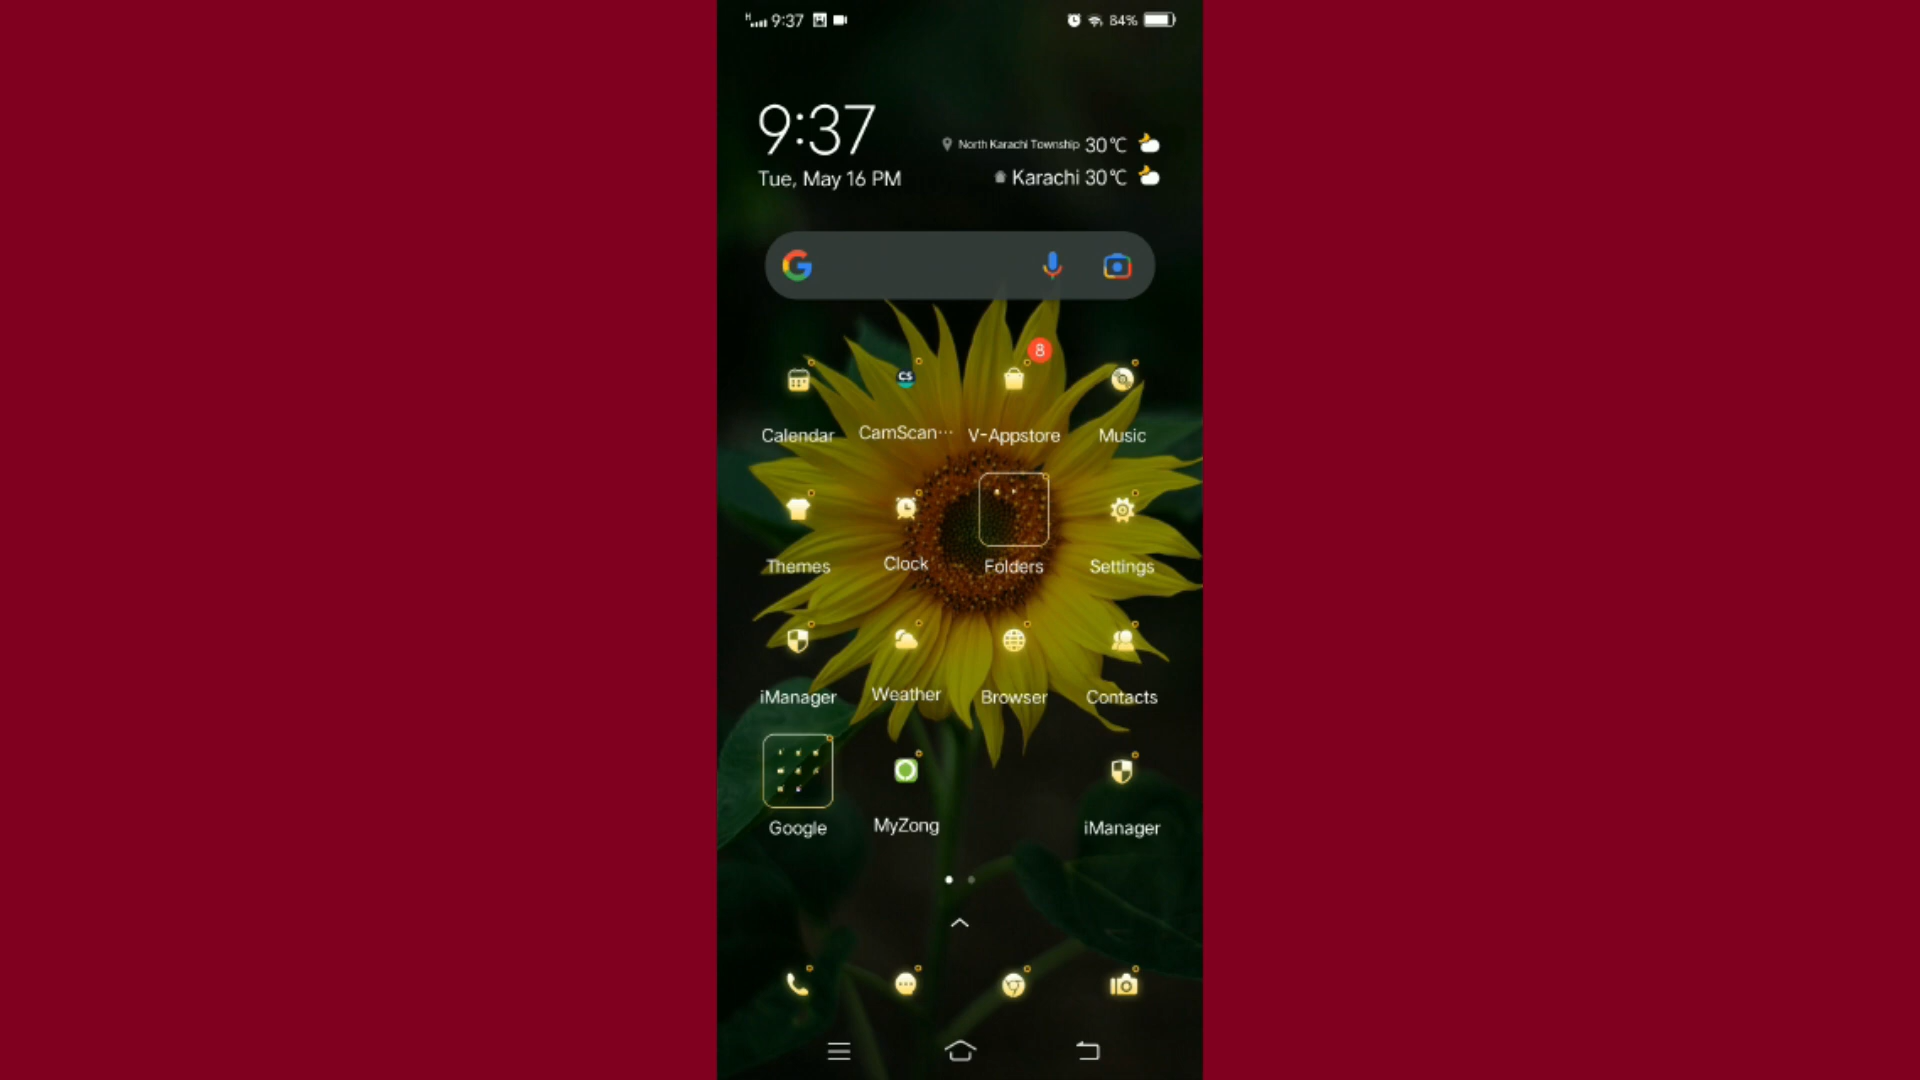 H 9:37 84%
9:37
North Karachi Township 30°C
Tue, May 16 PM
Karachi 30°C
8
CS
Calendar CamScan··· V-Appstore Music
Themes Clock Folders Settings
iManager Weather Browser Contacts
Google MyZong iManager